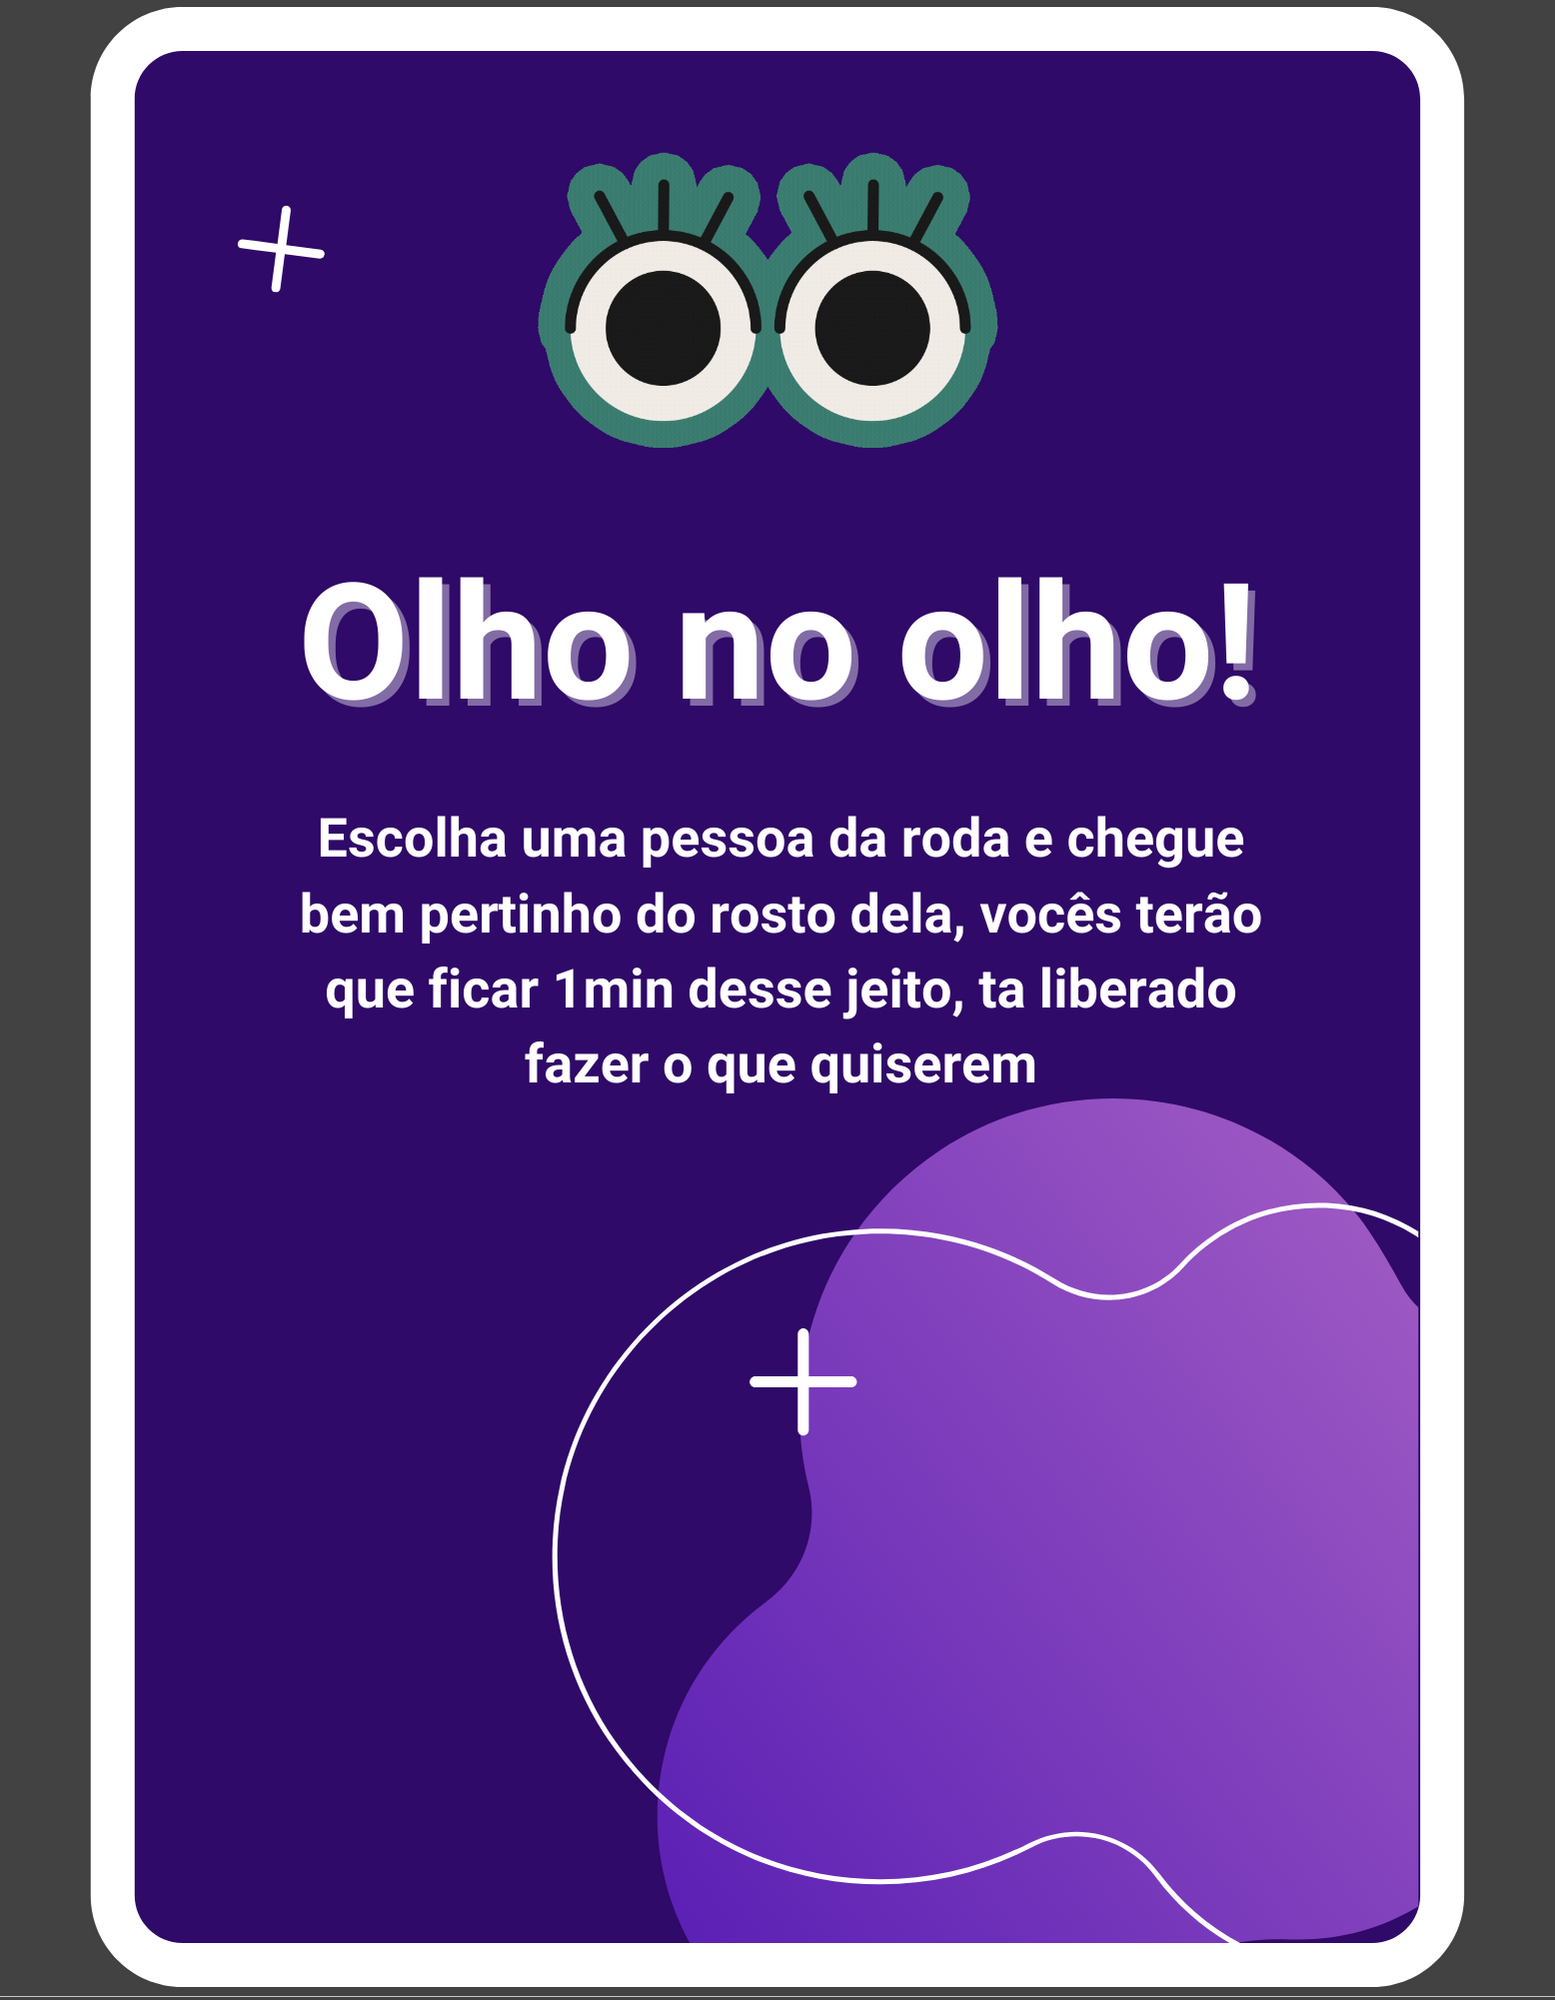 Olho no olho!
Escolha uma pessoa da roda e chegue
bem pertinho do rosto dela, vocês terão
que ficar 1min desse jeito, ta liberado
fazer o que quiserem